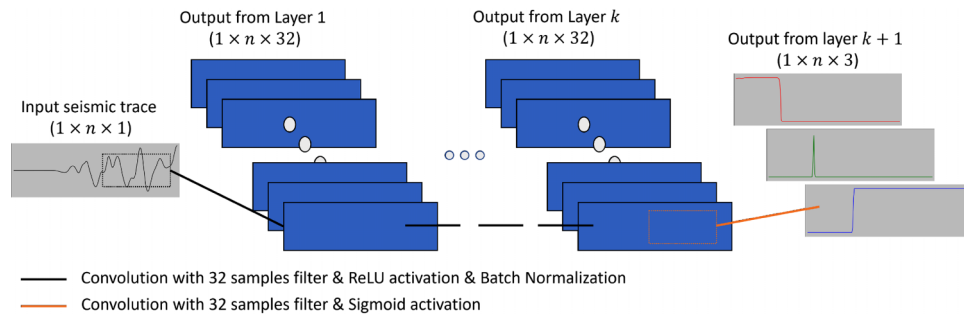 Output from Layer 1
(1 × n × 32)
Output from Layer k
(1 × n × 32)
Output from layer k + 1
(1 × n × 3)
Input seismic trace
(1 × n × 1)
Convolution with 32 samples filter & ReLU activation & Batch Normalization
Convolution with 32 samples filter & Sigmoid activation